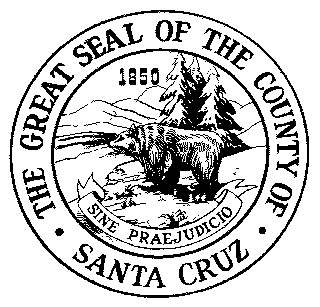 THE GREAT SEAL OF THE COUNTY OF
1850
SINE PRAEJUDICIO
• SANTA CRUZ •